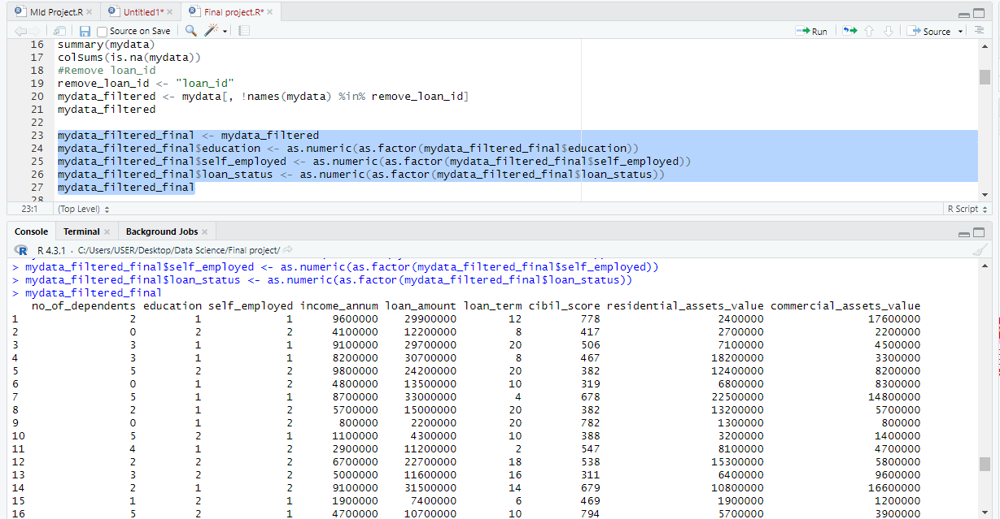 Mid Project.R × Untitled1* × Final project.R* ×
Source on Save Run Source
16 summary(mydata)
17 colSums(is.na(mydata))
18 #Remove loan_id
19 remove_loan_id <- "loan_id"
20 mydata_filtered <- mydata[, !names(mydata) %in% remove_loan_id]
21 mydata_filtered
22
23 mydata_filtered_final <- mydata_filtered
24 mydata_filtered_final$education <- as.numeric(as.factor(mydata_filtered_final$education))
25 mydata_filtered_final$self_employed <- as.numeric(as.factor(mydata_filtered_final$self_employed))
26 mydata_filtered_final$loan_status <- as.numeric(as.factor(mydata_filtered_final$loan_status))
27 mydata_filtered_final
28
23:1 (Top Level) R Script
Console Terminal × Background Jobs ×
R 4.3.1 · C:/Users/USER/Desktop/Data Science/Final project/
> mydata_filtered_final$self_employed <- as.numeric(as.factor(mydata_filtered_final$self_employed))
> mydata_filtered_final$loan_status <- as.numeric(as.factor(mydata_filtered_final$loan_status))
> mydata_filtered_final
no_of_dependents education self_employed income_annum loan_amount loan_term cibil_score residential_assets_value commercial_assets_value
1 2 1 1 9600000 29900000 12 778 2400000 17600000
2 0 2 2 4100000 12200000 8 417 2700000 2200000
3 3 1 1 9100000 29700000 20 506 7100000 4500000
4 3 1 1 8200000 30700000 8 467 18200000 3300000
5 5 2 2 9800000 24200000 20 382 12400000 8200000
6 0 1 2 4800000 13500000 10 319 6800000 8300000
7 5 1 1 8700000 33000000 4 678 22500000 14800000
8 2 1 2 5700000 15000000 20 382 13200000 5700000
9 0 1 2 800000 2200000 20 782 1300000 800000
10 5 2 2 1100000 4300000 10 388 3200000 1400000
11 4 1 2 2900000 11200000 2 547 8100000 4700000
12 2 2 2 6700000 22700000 18 538 15300000 5800000
13 3 2 2 5000000 11600000 16 311 6400000 9600000
14 2 1 2 9100000 31500000 14 679 10800000 16600000
15 1 2 1 1900000 7400000 6 469 1900000 1200000
16 5 2 1 4700000 10700000 10 794 5700000 3900000